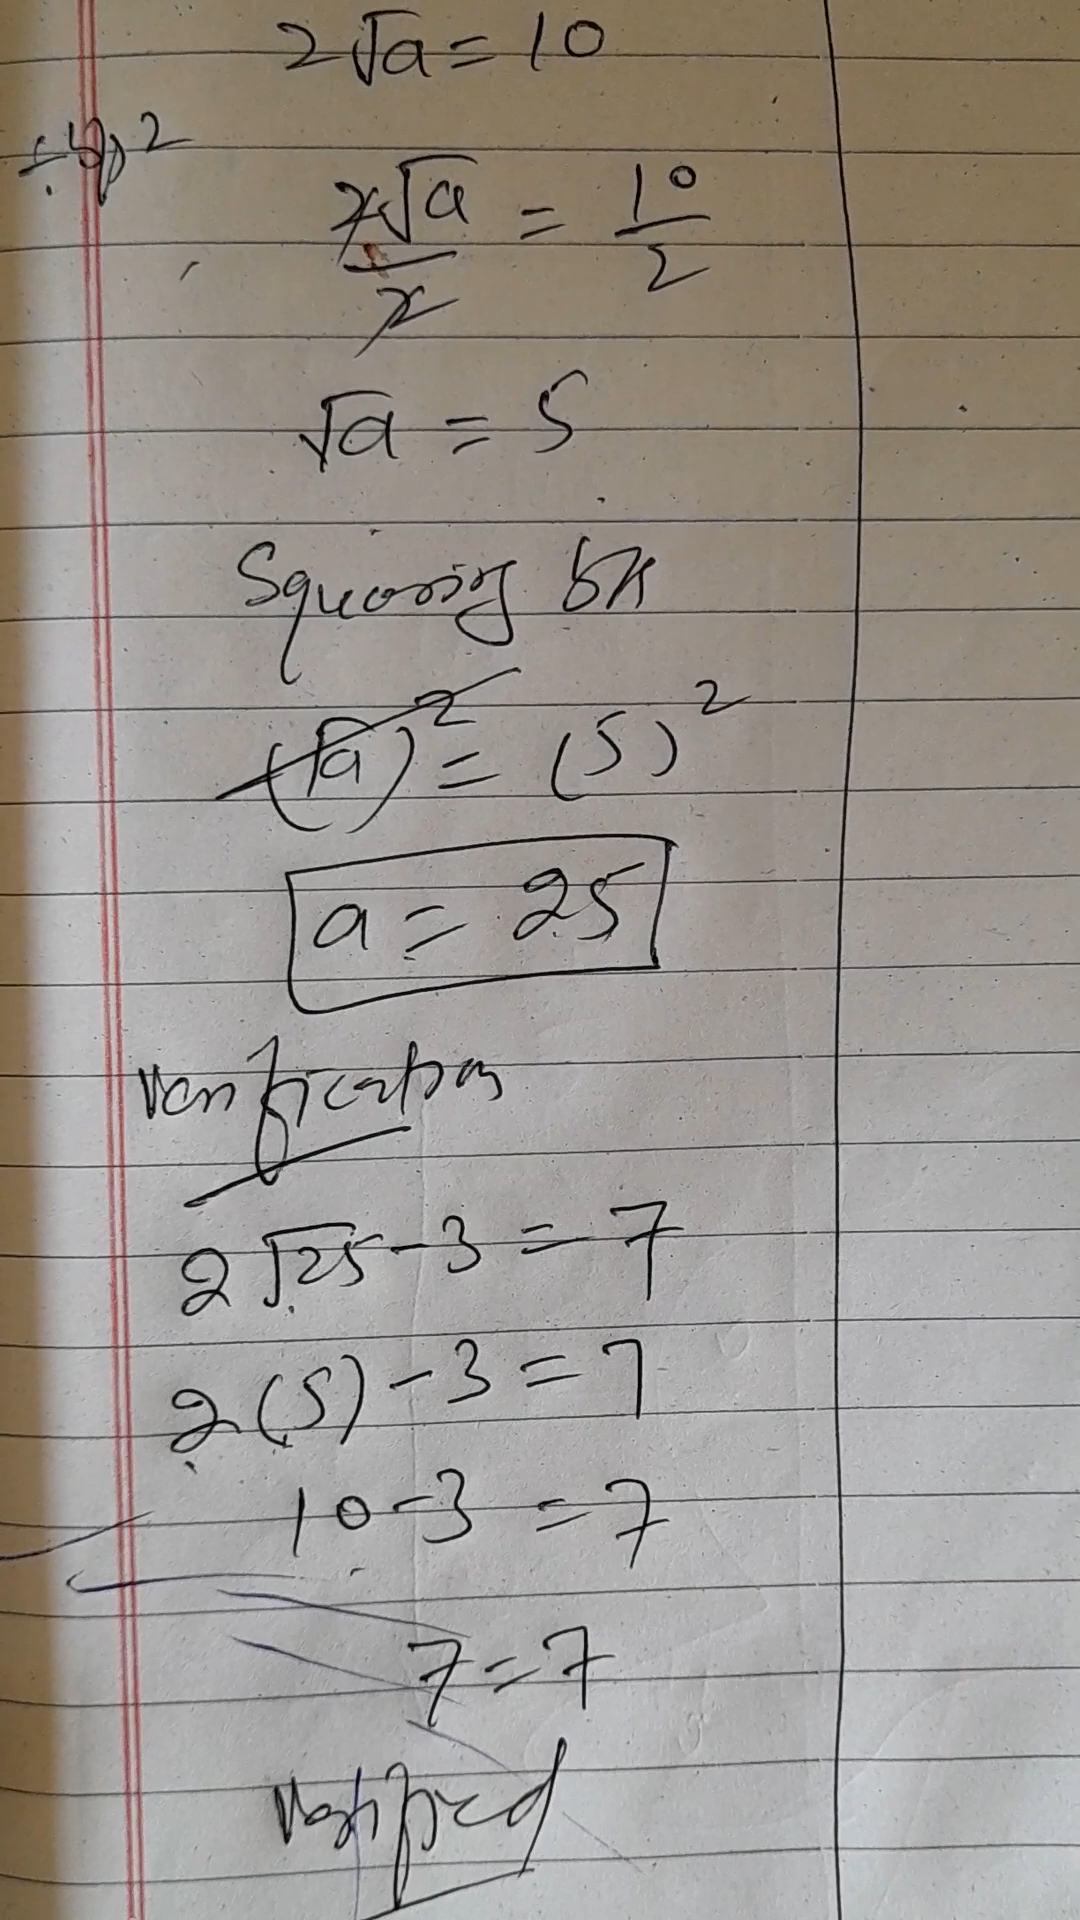 2√a = 10
÷ by 2
2√a/2 = 10/2
√a = 5
Squaring b/s
(√a)² = (5)²
a = 25
Verification
2√25 - 3 = 7
2(5) - 3 = 7
10 - 3 = 7
7 = 7
Verified